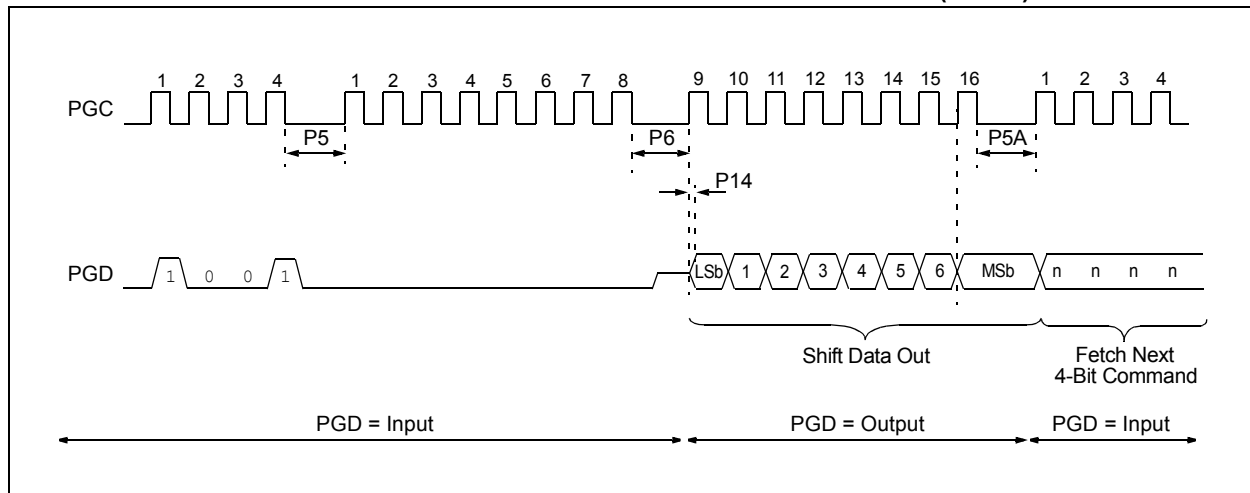 1 2 3 4 1 2 3 4 5 6 7 8 9 10 11 12 13 14 15 16 1 2 3 4
PGC
P5 P6 P5A
P14
PGD 1 0 0 1 LSb 1 2 3 4 5 6 MSb n n n n
Shift Data Out Fetch Next
4-Bit Command
PGD = Input PGD = Output PGD = Input